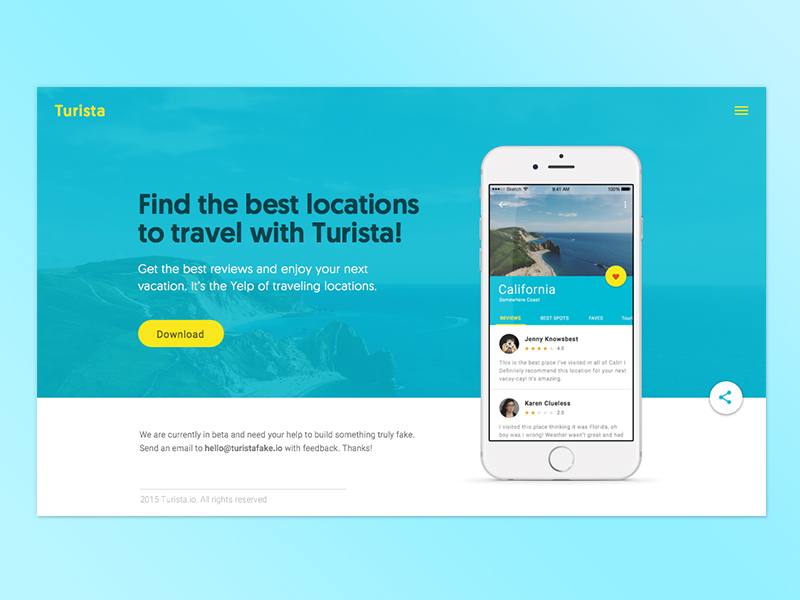 Turista
Find the best locations
to travel with Turista!
Get the best reviews and enjoy your next
vacation. It's the Yelp of traveling locations.
Download
Sketch
9:41 AM
100%
California
Somewhere Coast
REVIEWS BEST SPOTS FAVES
Jenny Knowsbest
4.0
This is the best place I've visited in all of Cali! I
Definitely recommend this location for your next
vacay-cay! It's amazing.
Karen Clueless
2.0
I visited this place thinking it was Florida, oh
boy was I wrong! Weather wasn't great and had
We are currently in beta and need your help to build something truly fake.
Send an email to hello@turistafake.io with feedback. Thanks!
2015 Turista.io. All rights reserved